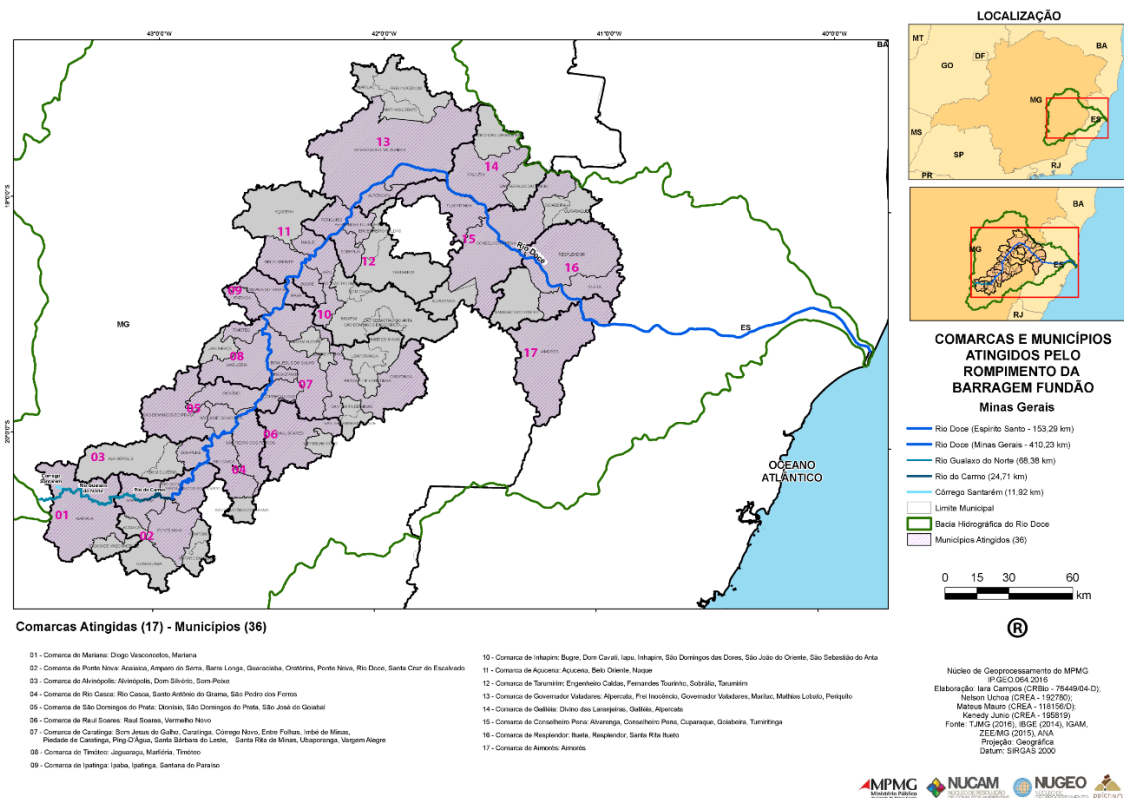 LOCALIZAÇÃO
MT
DF
BA
GO
MG
ES
MS
SP
RJ
PR
BA
MG
ES
RJ
43°0'0"W
42°0'0"W
41°0'0"W
40°0'0"W
BA
13
14
19°0'0"S
11
15
Rio Doce
12
16
09
10
MG
ES
17
08
07
05
20°0'0"S
06
03
04
OCEANO
ATLÂNTICO
Córrego
Santarém
Rio Gualaxo
do Norte
Rio do Carmo
01
02
COMARCAS E MUNICÍPIOS
ATINGIDOS PELO
ROMPIMENTO DA
BARRAGEM FUNDÃO
Minas Gerais
Rio Doce (Espírito Santo - 153,29 km)
Rio Doce (Minas Gerais - 410,23 km)
Rio Gualaxo do Norte (68,38 km)
Rio do Carmo (24,71 km)
Córrego Santarém (11,92 km)
Limite Municipal
Bacia Hidrográfica do Rio Doce
Municípios Atingidos (36)
0 15 30 60
km
®
Comarcas Atingidas (17) - Municípios (36)
01 - Comarca de Mariana: Diogo Vasconcelos, Mariana
02 - Comarca de Ponte Nova: Acaiaca, Amparo do Serra, Barra Longa, Guaraciaba, Oratórios, Ponte Nova, Rio Doce, Santa Cruz do Escalvado
03 - Comarca de Alvinópolis: Alvinópolis, Dom Silvério, Sem-Peixe
04 - Comarca de Rio Casca: Rio Casca, Santo Antônio do Grama, São Pedro dos Ferros
05 - Comarca de São Domingos do Prata: Dionísio, São Domingos do Prata, São José do Goiabal
06 - Comarca de Raul Soares: Raul Soares, Vermelho Novo
07 - Comarca de Caratinga: Bom Jesus do Galho, Caratinga, Córrego Novo, Entre Folhas, Imbé de Minas,
Piedade de Caratinga, Ping-D'Água, Santa Bárbara do Leste, Santa Rita de Minas, Ubaporanga, Vargem Alegre
08 - Comarca de Timóteo: Jaguaraçu, Marliéria, Timóteo
09 - Comarca de Ipatinga: Ipaba, Ipatinga, Santana do Paraíso
10 - Comarca de Inhapim: Bugre, Dom Cavati, Iapu, Inhapim, São Domingos das Dores, São João do Oriente, São Sebastião do Anta
11 - Comarca de Açucena: Açucena, Belo Oriente, Naque
12 - Comarca de Tarumirim: Engenheiro Caldas, Fernandes Tourinho, Sobrália, Tarumirim
13 - Comarca de Governador Valadares: Alpercata, Frei Inocêncio, Governador Valadares, Marilac, Mathias Lobato, Periquito
14 - Comarca de Galiléia: Divino das Laranjeiras, Galiléia, Alpercata
15 - Comarca de Conselheiro Pena: Alvarenga, Conselheiro Pena, Cuparaque, Goiabeira, Tumiritinga
16 - Comarca de Resplendor: Itueta, Resplendor, Santa Rita Itueto
17 - Comarca de Aimorés: Aimorés
Núcleo de Geoprocessamento do MPMG
IP.GEO.064.2016
Elaboração: Iara Campos (CRBio - 76449/04-D);
Nelson Uchoa (CREA - 192780);
Mateus Mauro (CREA - 118156/D);
Kenedy Junio (CREA - 195819)
Fonte: TJMG (2016), IBGE (2014), IGAM,
ZEE/MG (2015), ANA
Projeção: Geográfica
Datum: SIRGAS 2000
MPMG
Ministério Público
NUCAM
NUGEO